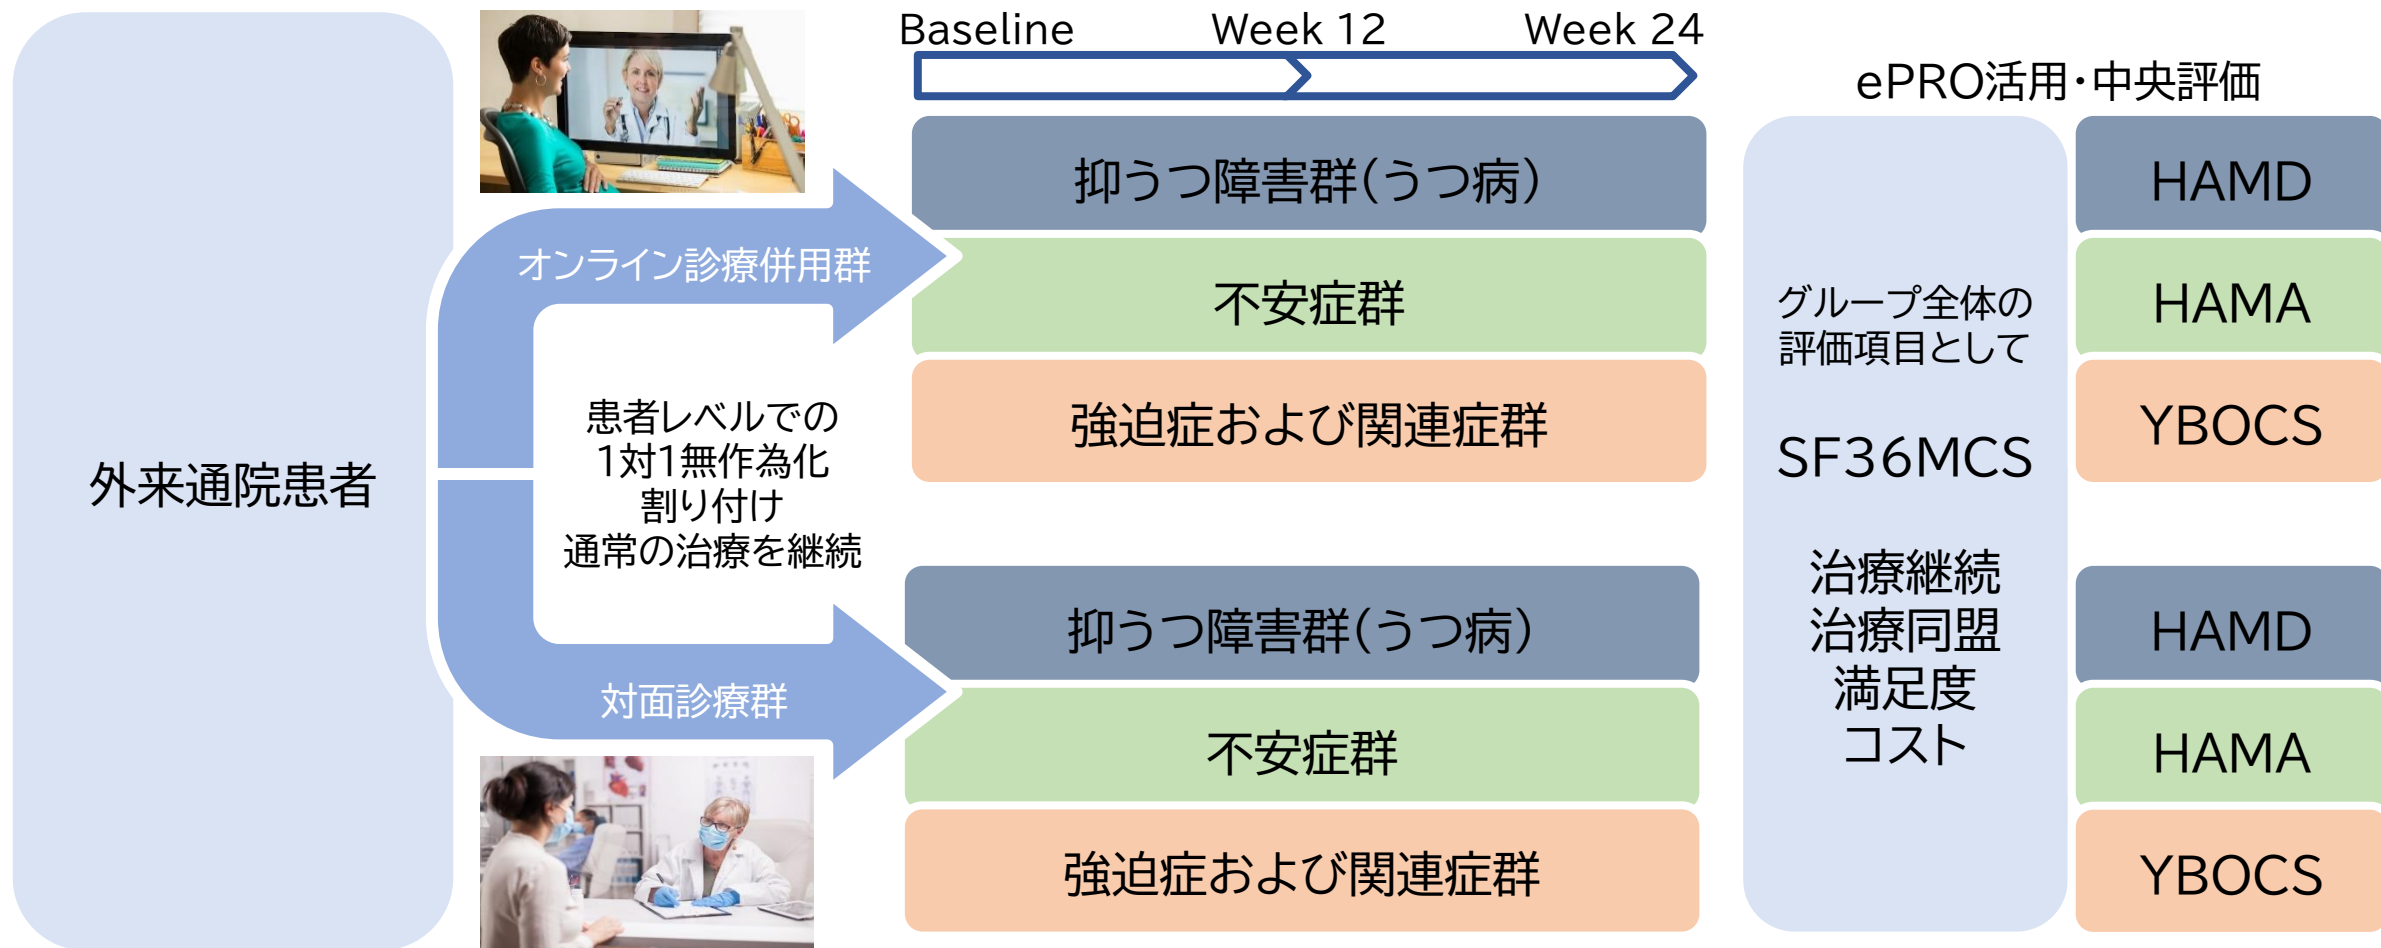 外来通院患者
オンライン診療併用群
患者レベルでの
1対1無作為化
割り付け
通常の治療を継続
対面診療群
Baseline
Week 12
Week 24
抑うつ障害群(うつ病)
不安症群
強迫症および関連症群
抑うつ障害群(うつ病)
不安症群
強迫症および関連症群
ePRO活用・中央評価
グループ全体の
評価項目として
SF36MCS
治療継続
治療同盟
満足度
コスト
HAMD
HAMA
YBOCS
HAMD
HAMA
YBOCS